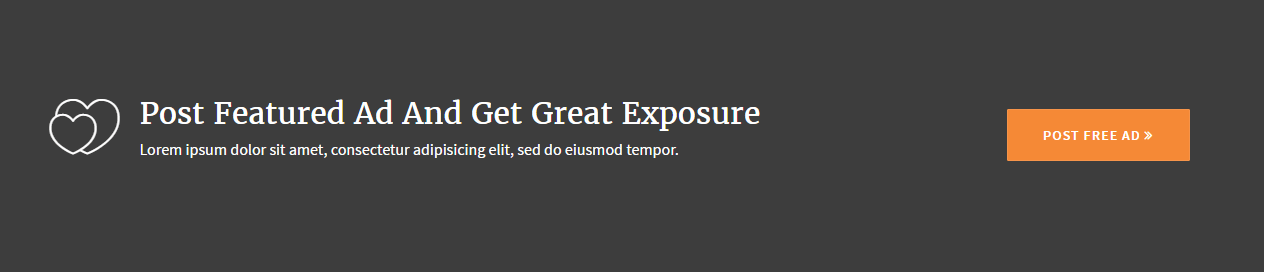 Post Featured Ad And Get Great Exposure
Lorem ipsum dolor sit amet, consectetur adipisicing elit, sed do eiusmod tempor.
POST FREE AD »